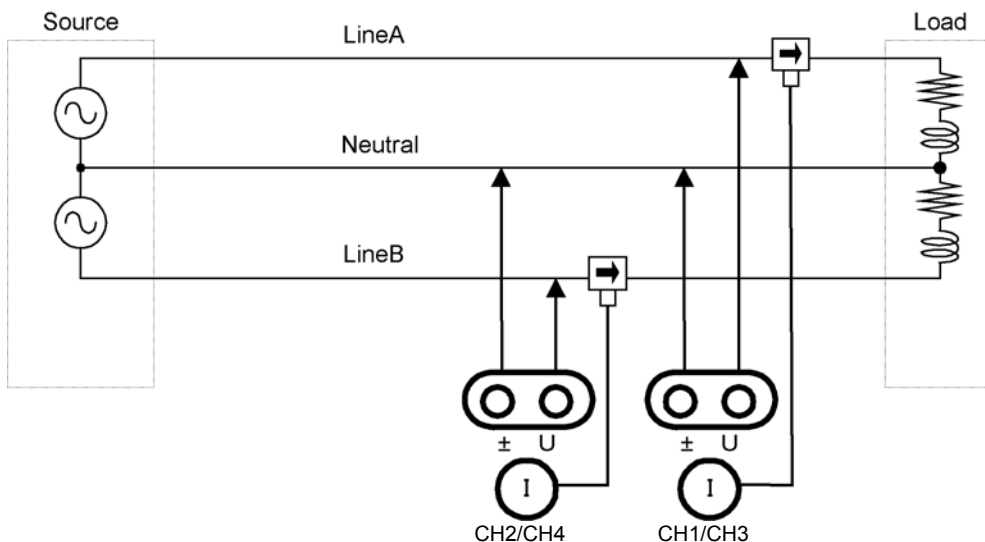 Source
LineA
Load
Neutral
LineB
± U
± U
I
I
CH2/CH4
CH1/CH3